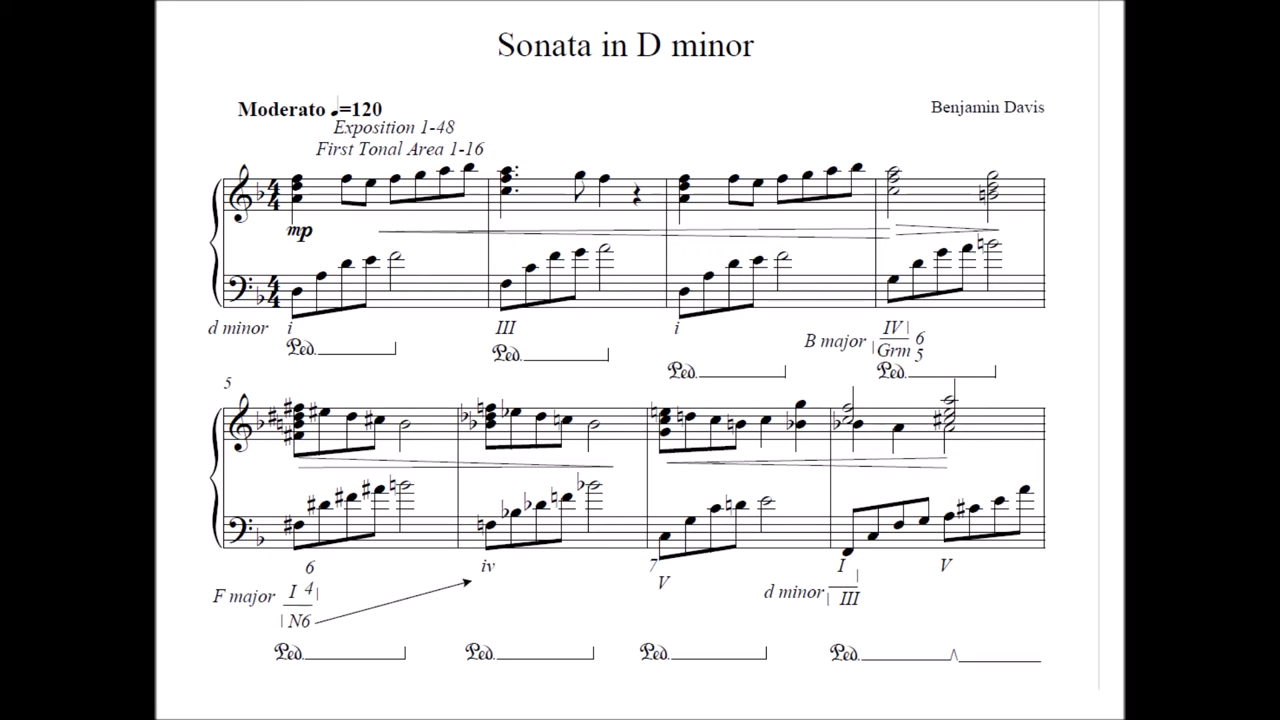 Sonata in D minor
Moderato ♩=120
Benjamin Davis
Exposition 1-48
First Tonal Area 1-16
mp
d minor i III i B major IV Grm 6 5
Ped. Ped. Ped. Ped.
5
F major I 6 4 N6 iv V 7 d minor I III V
Ped. Ped. Ped. Ped.